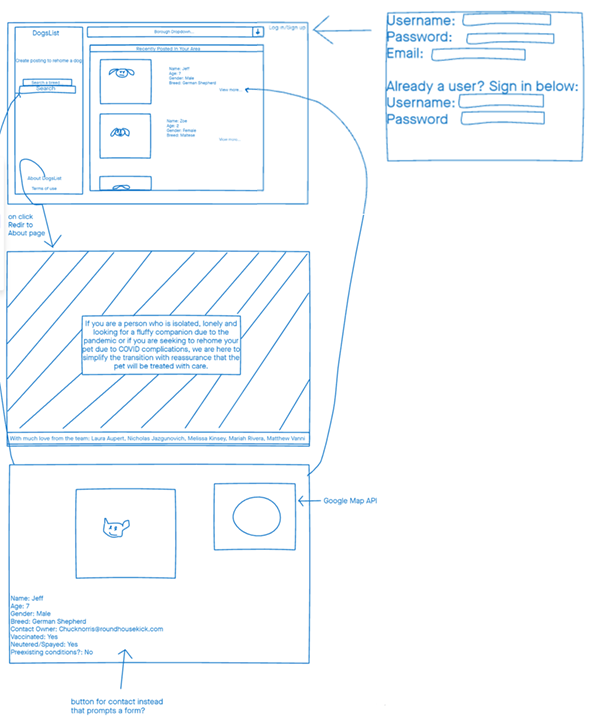 DogsList
Borough Dropdown...
Log in/Sign up
Create posting to rehome a dog
Search a breed...
Search
About DogsList
Terms of use
Recently Posted in Your Area
Name: Jeff
Age: 7
Gender: Male
Breed: German Shepherd
View more...
Name: Zoe
Age: 2
Gender: Female
Breed: Maltese
Show more...
Username:
Password:
Email:
Already a user? Sign in below:
Username:
Password
on click
Redir to
About page
If you are a person who is isolated, lonely and
looking for a fluffy companion due to the
pandemic or if you are seeking to rehome your
pet due to COVID complications, we are here to
simplify the transition with reassurance that the
pet will be treated with care.
With much love from the team: Laura Aupert, Nicholas Jazgunovich, Melissa Kinsey, Mariah Rivera, Matthew Vanni
Google Map API
Name: Jeff
Age: 7
Gender: Male
Breed: German Shepherd
Contact Owner: Chucknorris@roundhousekick.com
Vaccinated: Yes
Neutered/Spayed: Yes
Preexisting conditions?: No
button for contact instead
that prompts a form?